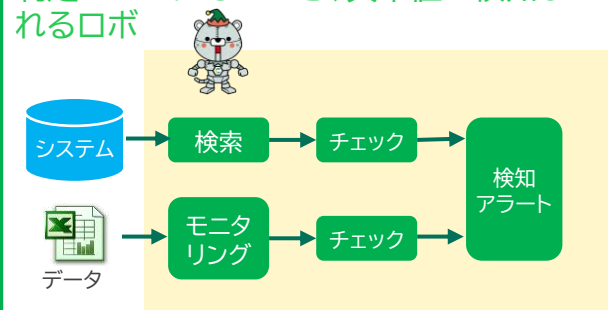 れるロボ
システム
検索
チェック
検知
アラート
モニタ
リング
チェック
データ